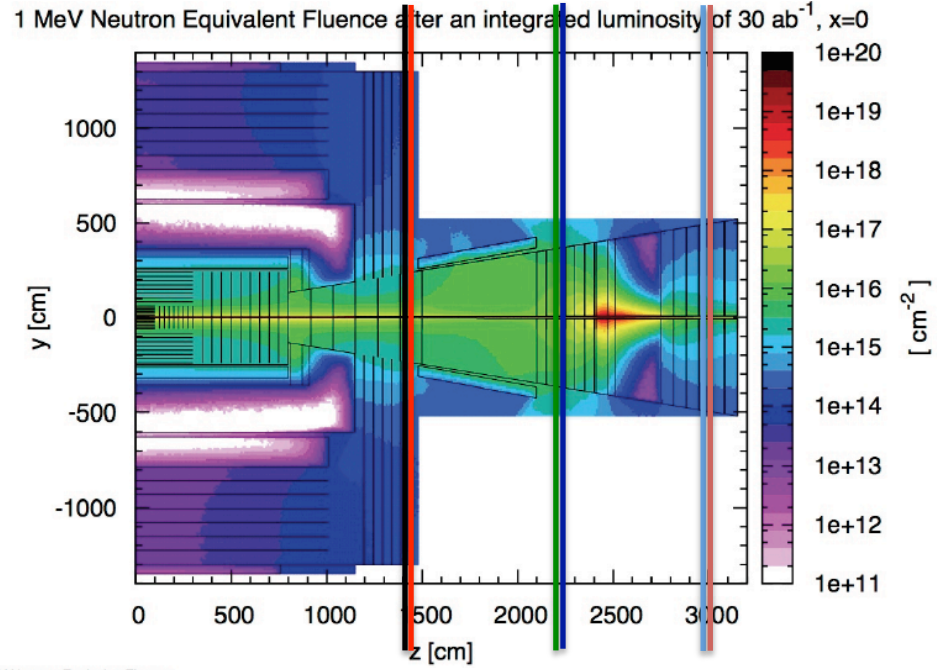 1 MeV Neutron Equivalent Fluence after an integrated luminosity of 30 ab-1, x=0
1e+20
1e+19
1000
1e+18
500
1e+17
y [cm]
0
1e+16
[ cm-2 ]
1e+15
-500
1e+14
1e+13
-1000
1e+12
1e+11
0 500 1000 1500 2000 2500 3000
z [cm]